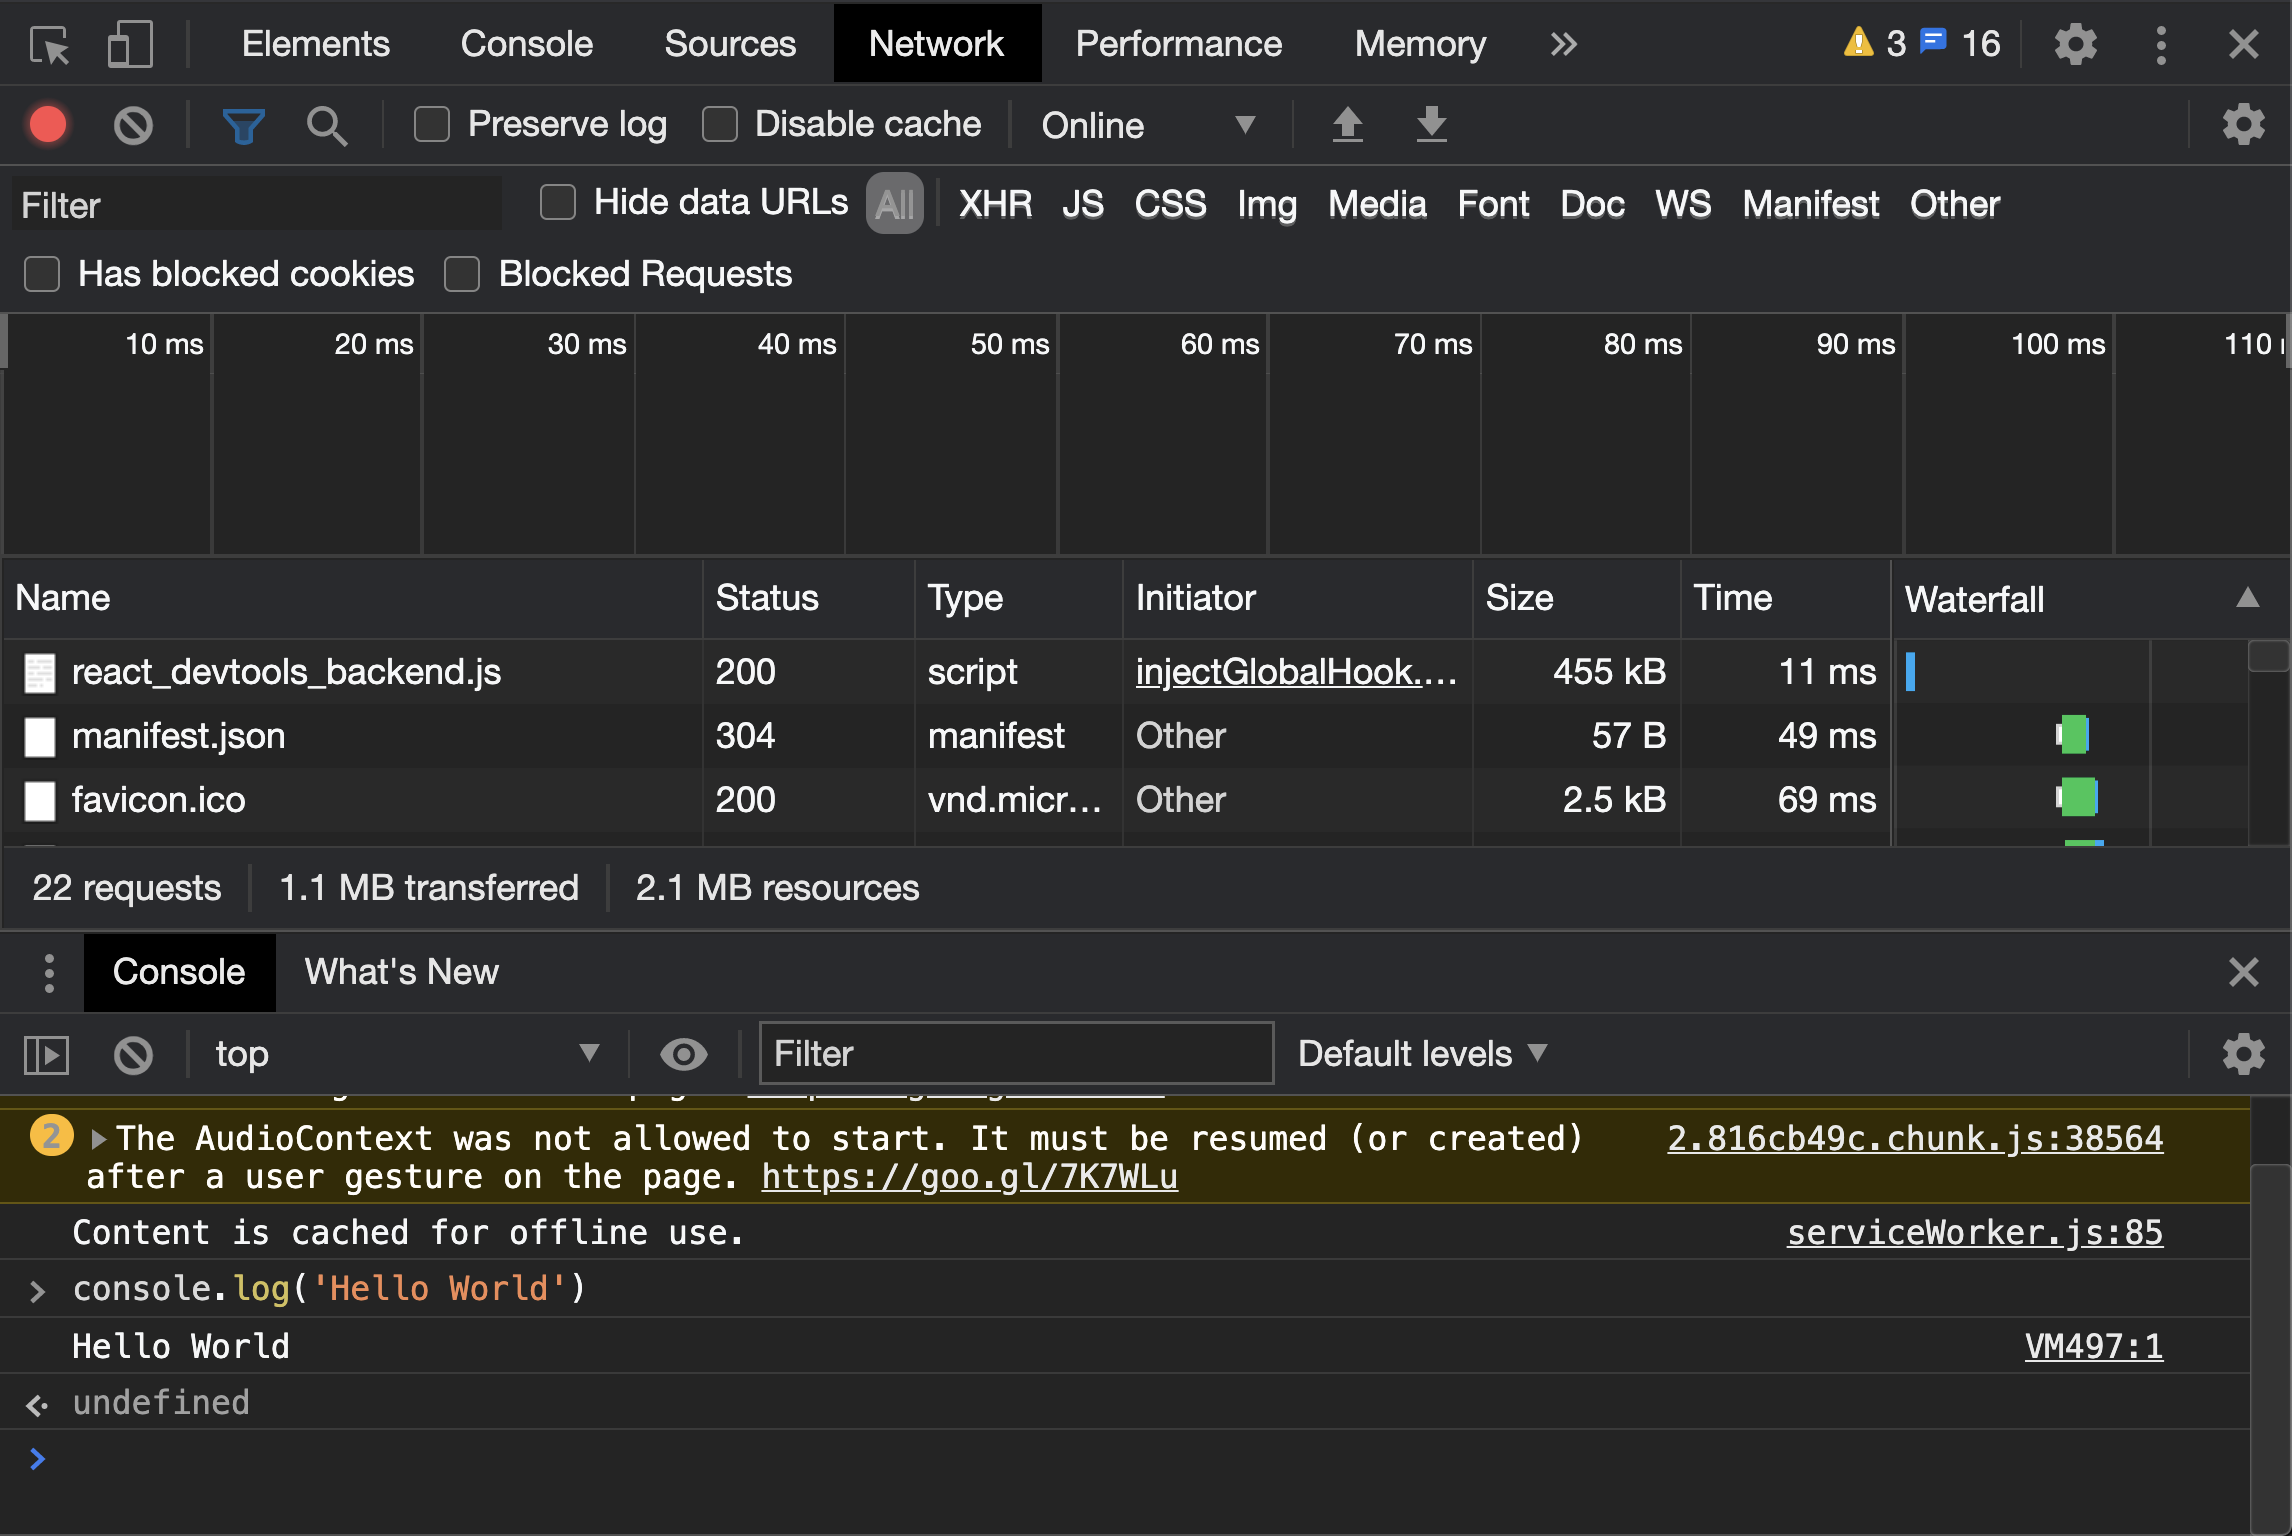 Elements Console Sources Network Performance Memory 3 16
Preserve log Disable cache Online
Filter Hide data URLs All XHR JS CSS Img Media Font Doc WS Manifest Other
Has blocked cookies Blocked Requests
10 ms 20 ms 30 ms 40 ms 50 ms 60 ms 70 ms 80 ms 90 ms 100 ms 110
Name Status Type Initiator Size Time Waterfall
react_devtools_backend.js 200 script injectGlobalHook.… 455 kB 11 ms
manifest.json 304 manifest Other 57 B 49 ms
favicon.ico 200 vnd.micr… Other 2.5 kB 69 ms
22 requests 1.1 MB transferred 2.1 MB resources
Console What's New
top Filter Default levels
2 The AudioContext was not allowed to start. It must be resumed (or created) 2.816cb49c.chunk.js:38564
after a user gesture on the page. https://goo.gl/7K7WLu
Content is cached for offline use. serviceWorker.js:85
> console.log('Hello World')
Hello World VM497:1
undefined
>